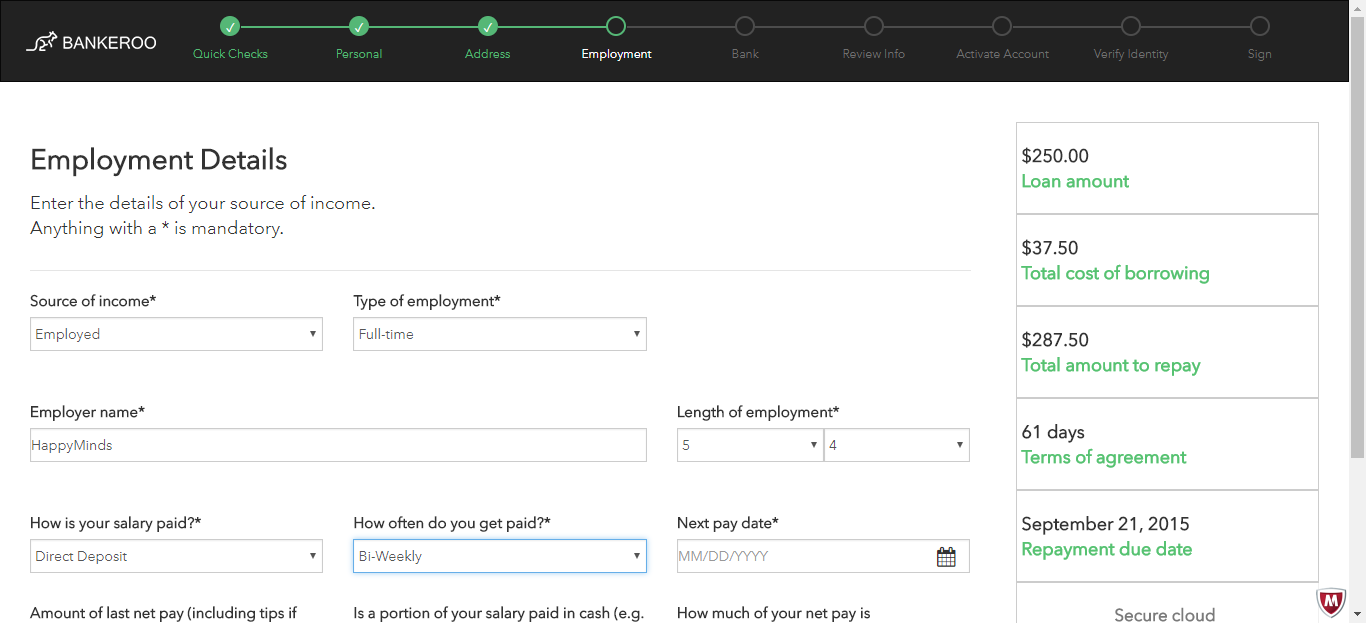 BANKEROO
Quick Checks
Personal
Address
Employment
Bank
Review Info
Activate Account
Verify Identity
Sign
Employment Details
Enter the details of your source of income.
Anything with a * is mandatory.
Source of income*
Type of employment*
Employed
Full-time
Employer name*
Length of employment*
HappyMinds
5
4
How is your salary paid?*
How often do you get paid?*
Next pay date*
Direct Deposit
Bi-Weekly
MM/DD/YYYY
Amount of last net pay (including tips if
Is a portion of your salary paid in cash (e.g.
How much of your net pay is
$250.00
Loan amount
$37.50
Total cost of borrowing
$287.50
Total amount to repay
61 days
Terms of agreement
September 21, 2015
Repayment due date
Secure cloud
M